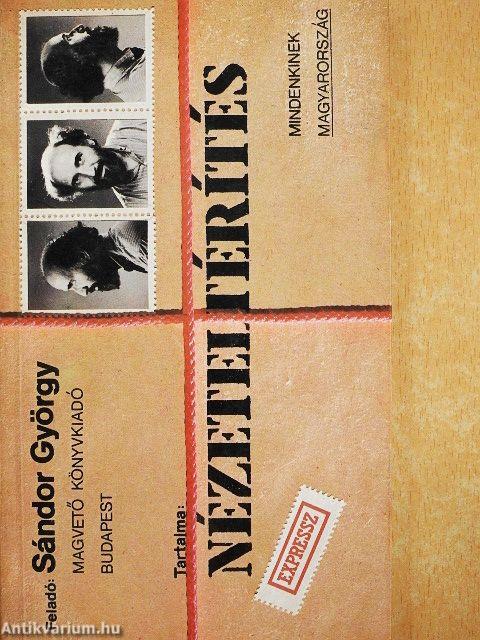 Feladó: Sándor György
MAGVETŐ KÖNYVKIADÓ
BUDAPEST
Tartalma:
NÉZETELTÉRÍTÉS
MINDENKINEK
MAGYARORSZÁG
EXPRESSZ
Antikvarium.hu